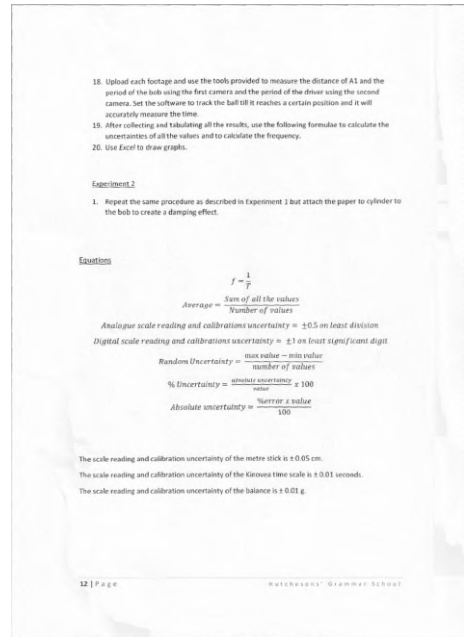 18. Upload each footage and use the tools provided to measure the distance of A1 and the
period of the bob using the first camera and the period of the driver using the second
camera. Set the software to track the ball till it reaches a certain position and it will
accurately measure the time.
19. After collecting and tabulating all the results, use the following formulae to calculate the
uncertainties of all the values and to calculate the frequency.
20. Use Excel to draw graphs.
Experiment 2
1. Repeat the same procedure as described in Experiment 1 but attach the paper to cylinder to
the bob to create a damping effect.
Equations
f = 1/T
Average = Sum of all the values / Number of values
Analogue scale reading and calibrations uncertainty = ±0.5 on least division
Digital scale reading and calibrations uncertainty = ±1 on least significant digit
Random Uncertainty = max value − min value / number of values
% Uncertainty = absolute uncertainty / value x 100
Absolute uncertainty = %error x value / 100
The scale reading and calibration uncertainty of the metre stick is ± 0.05 cm.
The scale reading and calibration uncertainty of the Kinovea time scale is ± 0.01 seconds.
The scale reading and calibration uncertainty of the balance is ± 0.01 g.
12 | Page Hutchesons' Grammar School